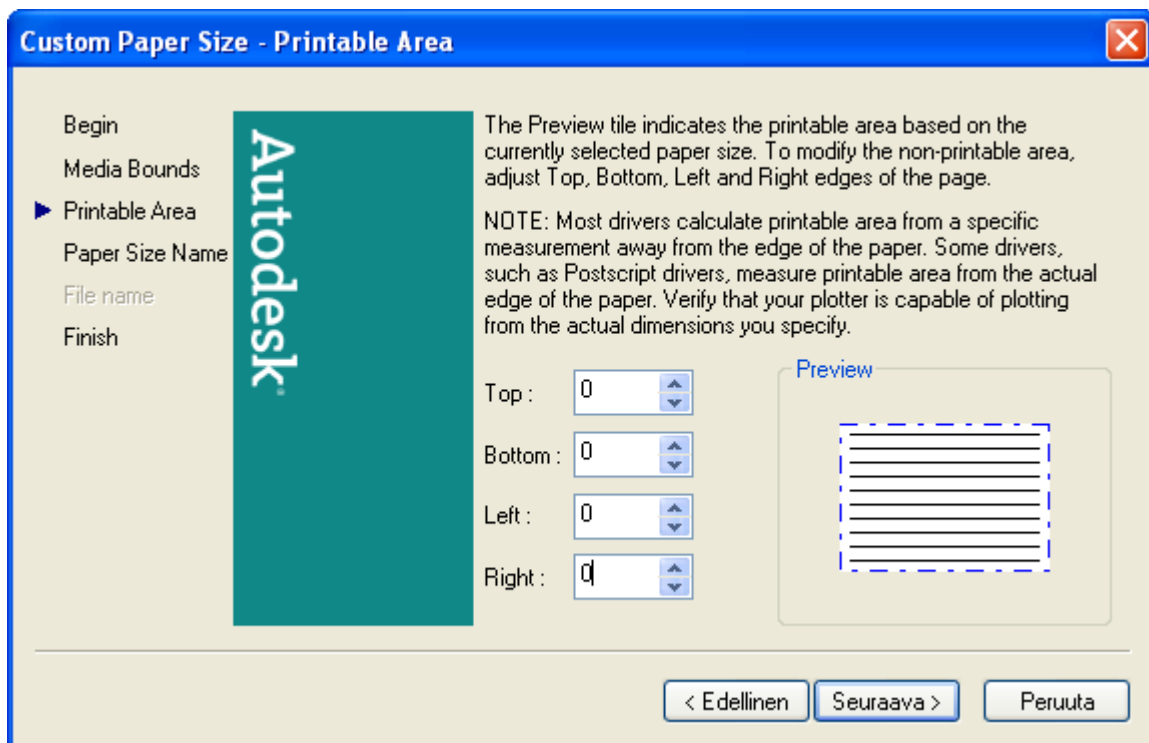 Custom Paper Size - Printable Area
Begin
Media Bounds
Printable Area
Paper Size Name
File name
Finish
Autodesk
The Preview tile indicates the printable area based on the
currently selected paper size. To modify the non-printable area,
adjust Top, Bottom, Left and Right edges of the page.
NOTE: Most drivers calculate printable area from a specific
measurement away from the edge of the paper. Some drivers,
such as Postscript drivers, measure printable area from the actual
edge of the paper. Verify that your plotter is capable of plotting
from the actual dimensions you specify.
Top : 0
Bottom : 0
Left : 0
Right : 0
Preview
< Edellinen
Seuraava >
Peruuta